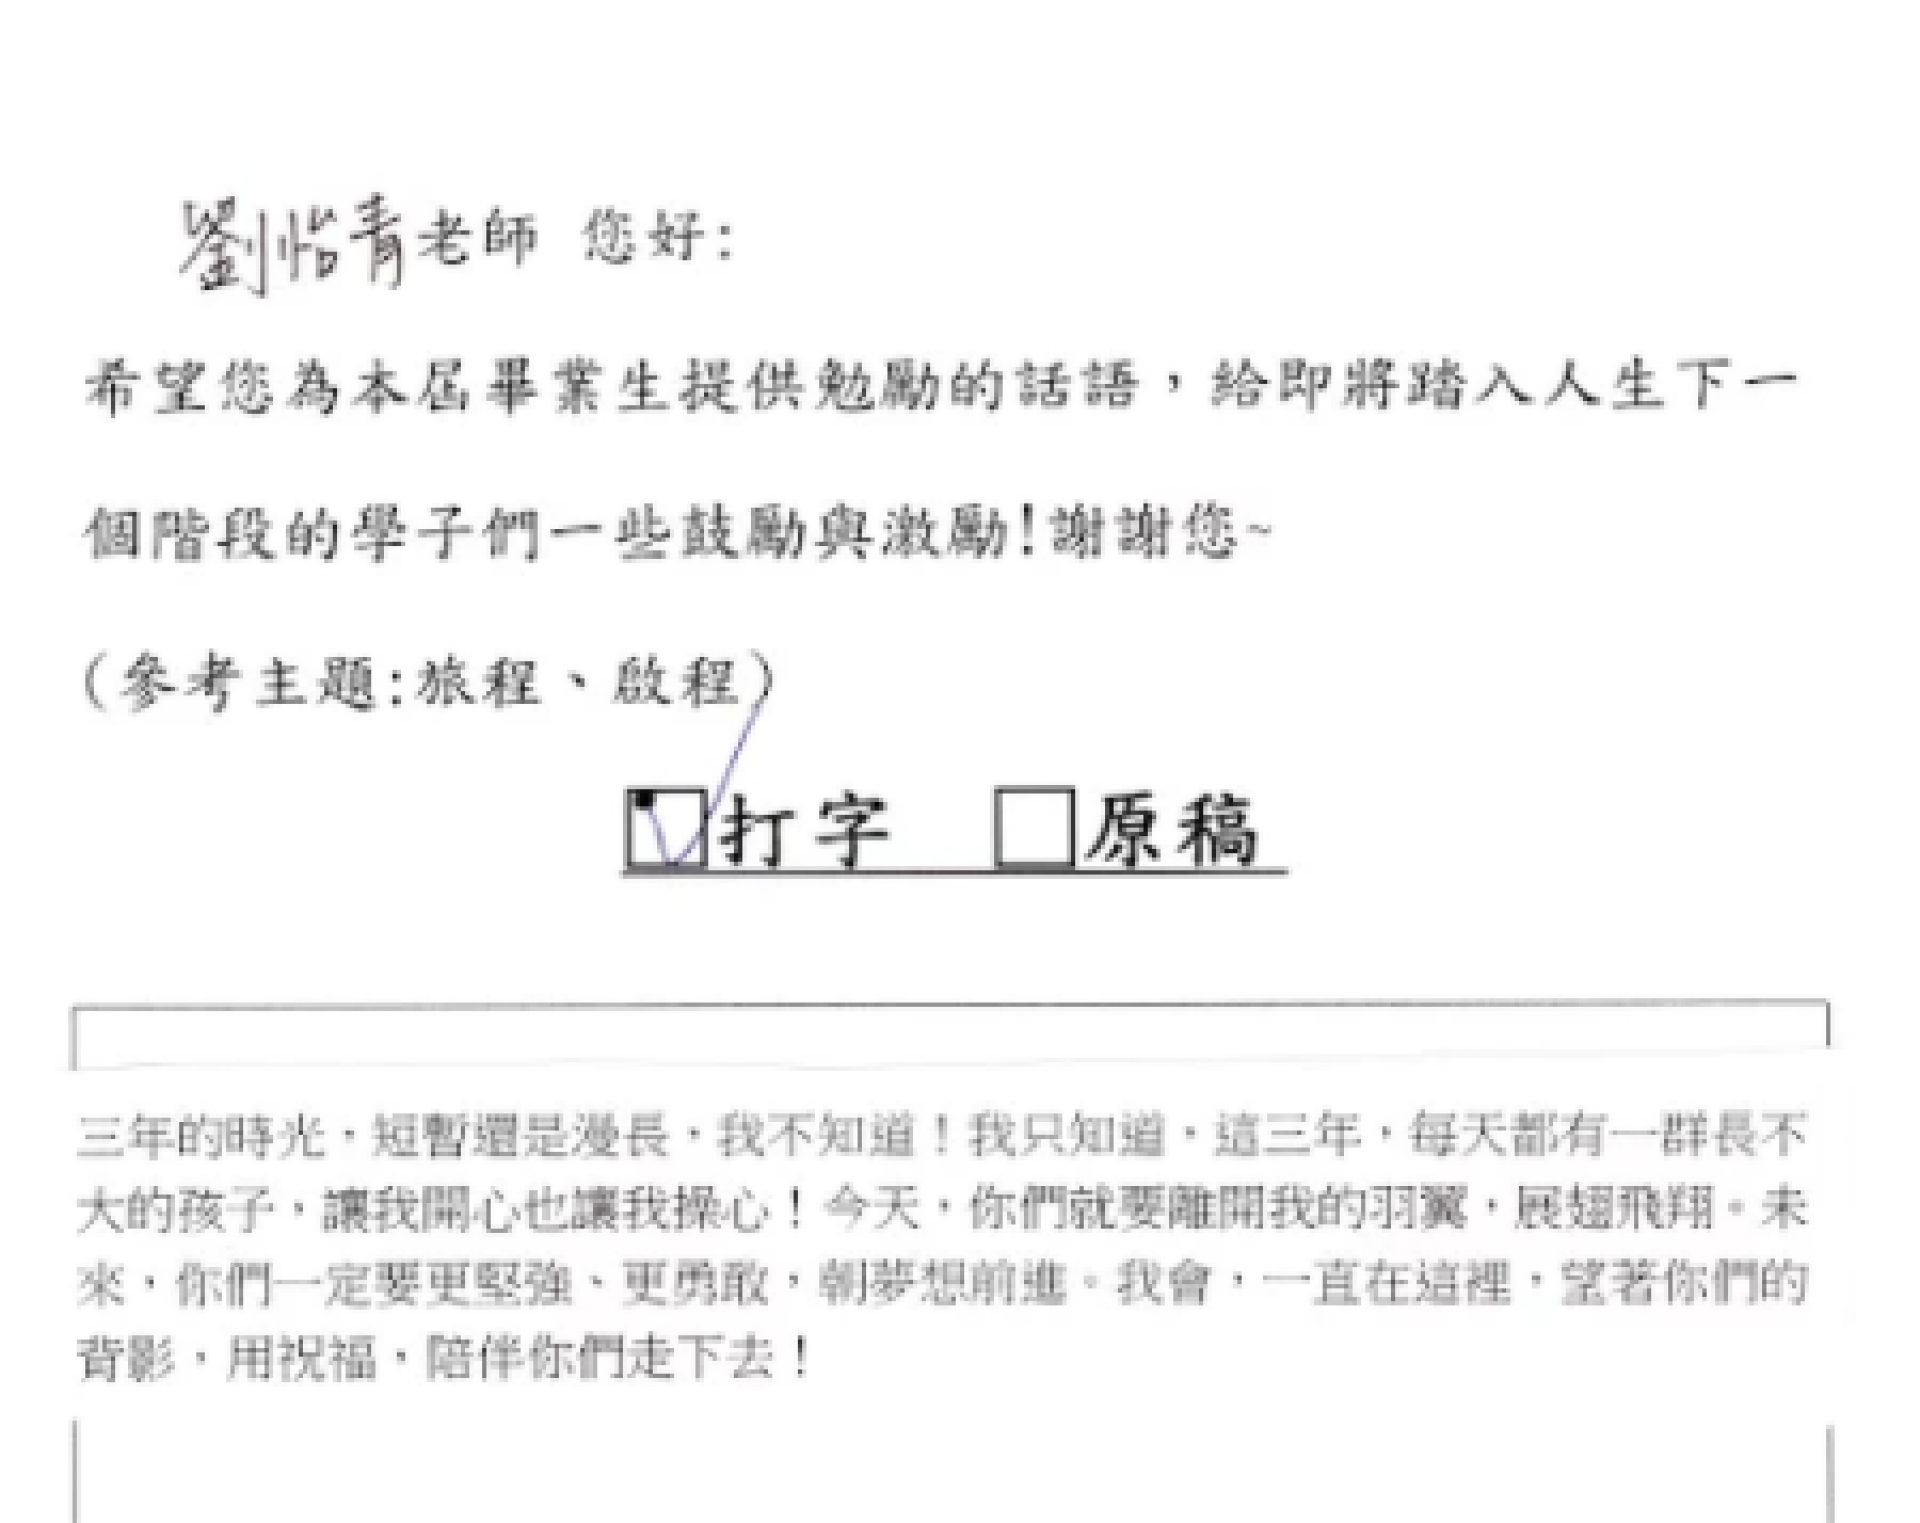 劉怡青老師 您好:
希望您為本屆畢業生提供勉勵的話語，給即將踏入人生下一
個階段的學子們一些鼓勵與激勵!謝謝您~
(參考主題:旅程、啟程)
打字 原稿
三年的時光，短暫還是漫長，我不知道！我只知道，這三年，每天都有一群長不
大的孩子，讓我開心也讓我操心！今天，你們就要離開我的羽翼，展翅飛翔。未
來，你們一定要更堅強、更勇敢，朝夢想前進。我會，一直在這裡，望著你們的
背影，用祝福，陪伴你們走下去！